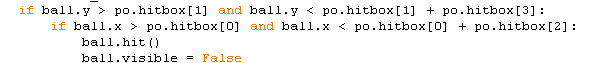 if ball.y > po.hitbox[1] and ball.y < po.hitbox[1] + po.hitbox[3]:
    if ball.x > po.hitbox[0] and ball.x < po.hitbox[0] + po.hitbox[2]:
        ball.hit()
        ball.visible = False